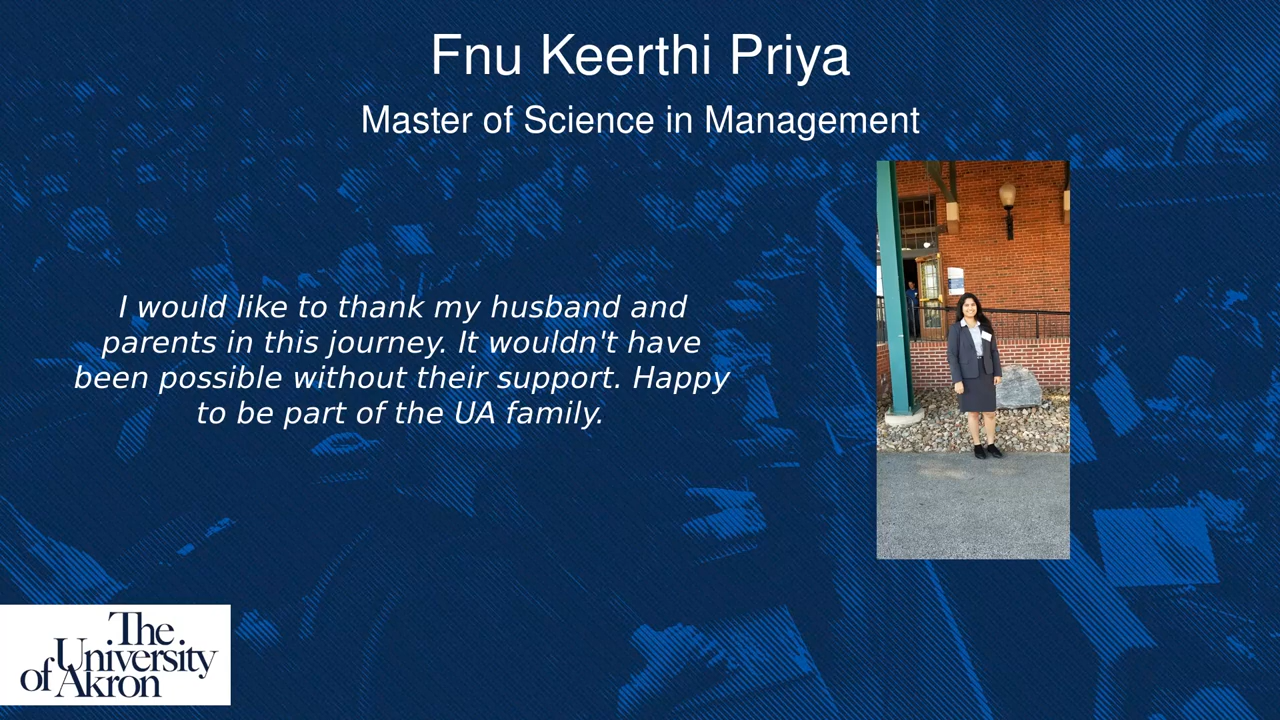 Fnu Keerthi Priya
Master of Science in Management
I would like to thank my husband and
parents in this journey. It wouldn't have
been possible without their support. Happy
to be part of the UA family.
The
University
of Akron